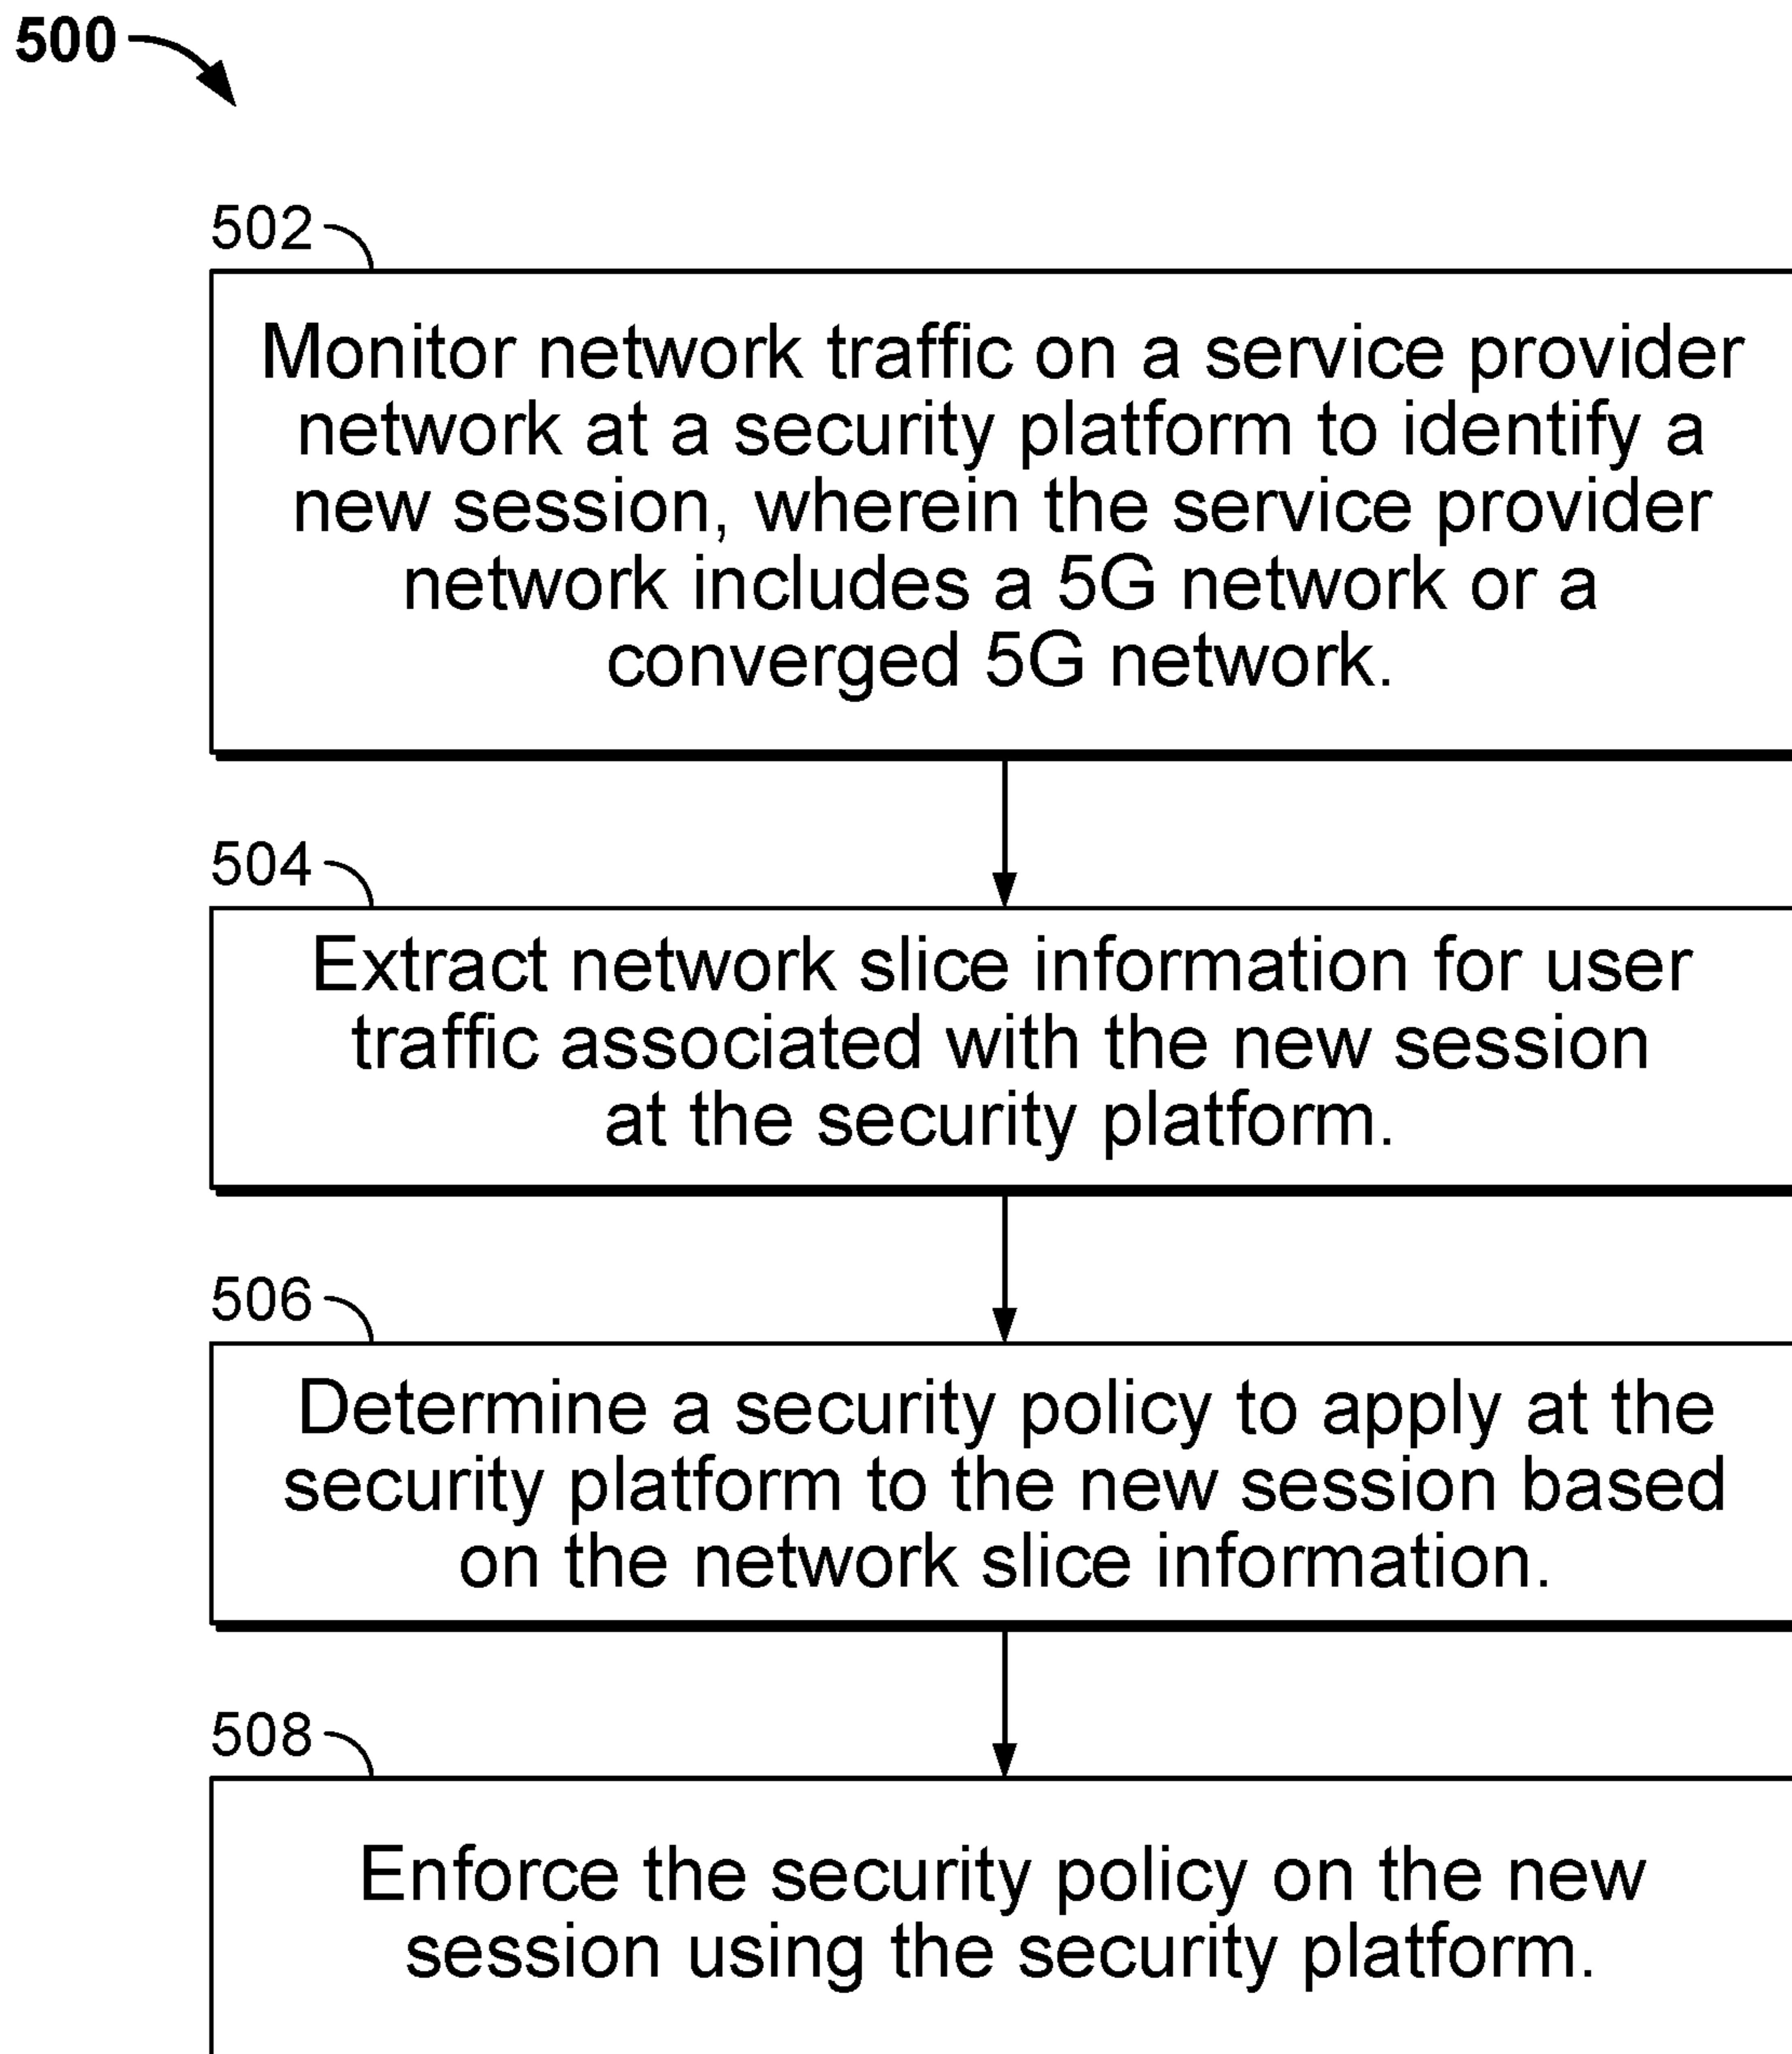 500
502
Monitor network traffic on a service provider
network at a security platform to identify a
new session, wherein the service provider
network includes a 5G network or a
converged 5G network.
504
Extract network slice information for user
traffic associated with the new session
at the security platform.
506
Determine a security policy to apply at the
security platform to the new session based
on the network slice information.
508
Enforce the security policy on the new
session using the security platform.